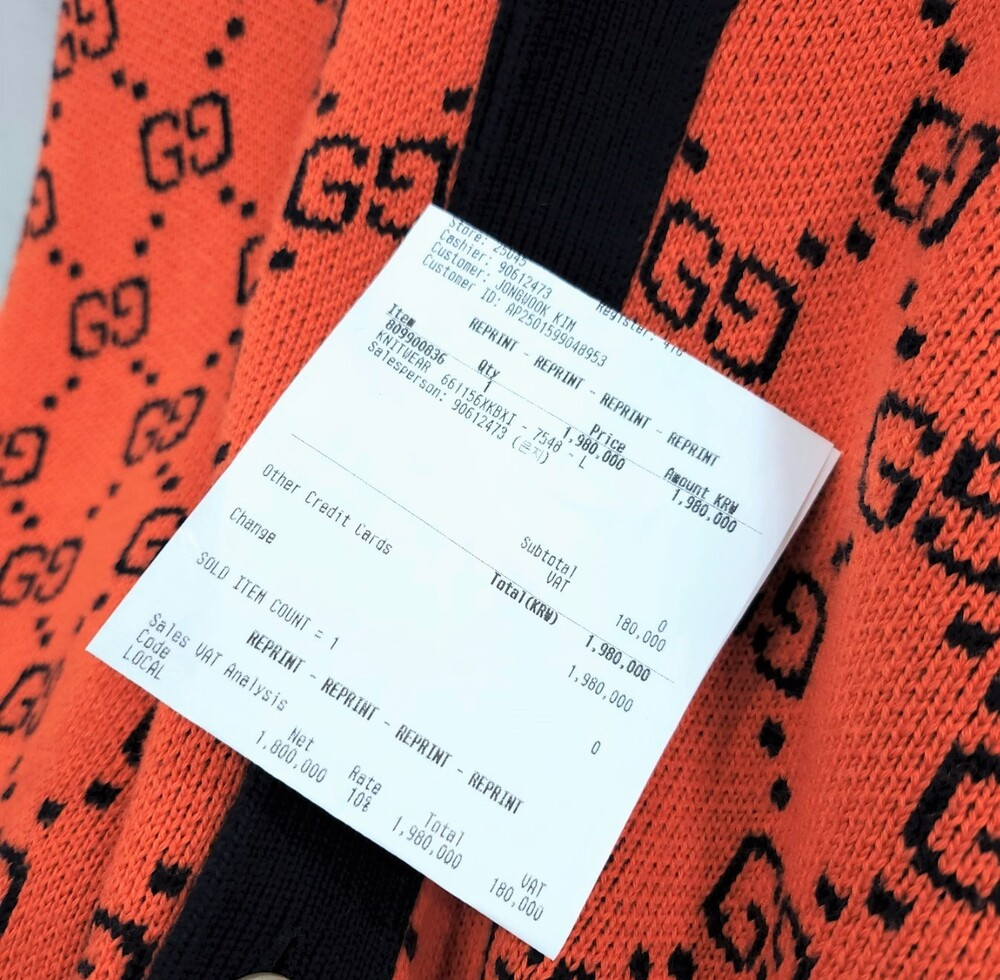 Store: 25045 Register: 416
Cashier: 90612473
Customer: JONGWOOK KIM
Customer ID: AP2501599048953
REPRINT - REPRINT - REPRINT - REPRINT
Item Qty Price Amount KRW
809900836 1 1,980,000 1,980,000
KNITWEAR 661156XKBXI - 7548 - L
Salesperson: 90612473 (은지)
Subtotal 0
VAT 180,000
Total(KRW) 1,980,000
Other Credit Cards 1,980,000
Change 0
SOLD ITEM COUNT = 1
REPRINT - REPRINT - REPRINT - REPRINT
Sales VAT Analysis
Code Net Rate Total VAT
LOCAL 1,800,000 10% 1,980,000 180,000